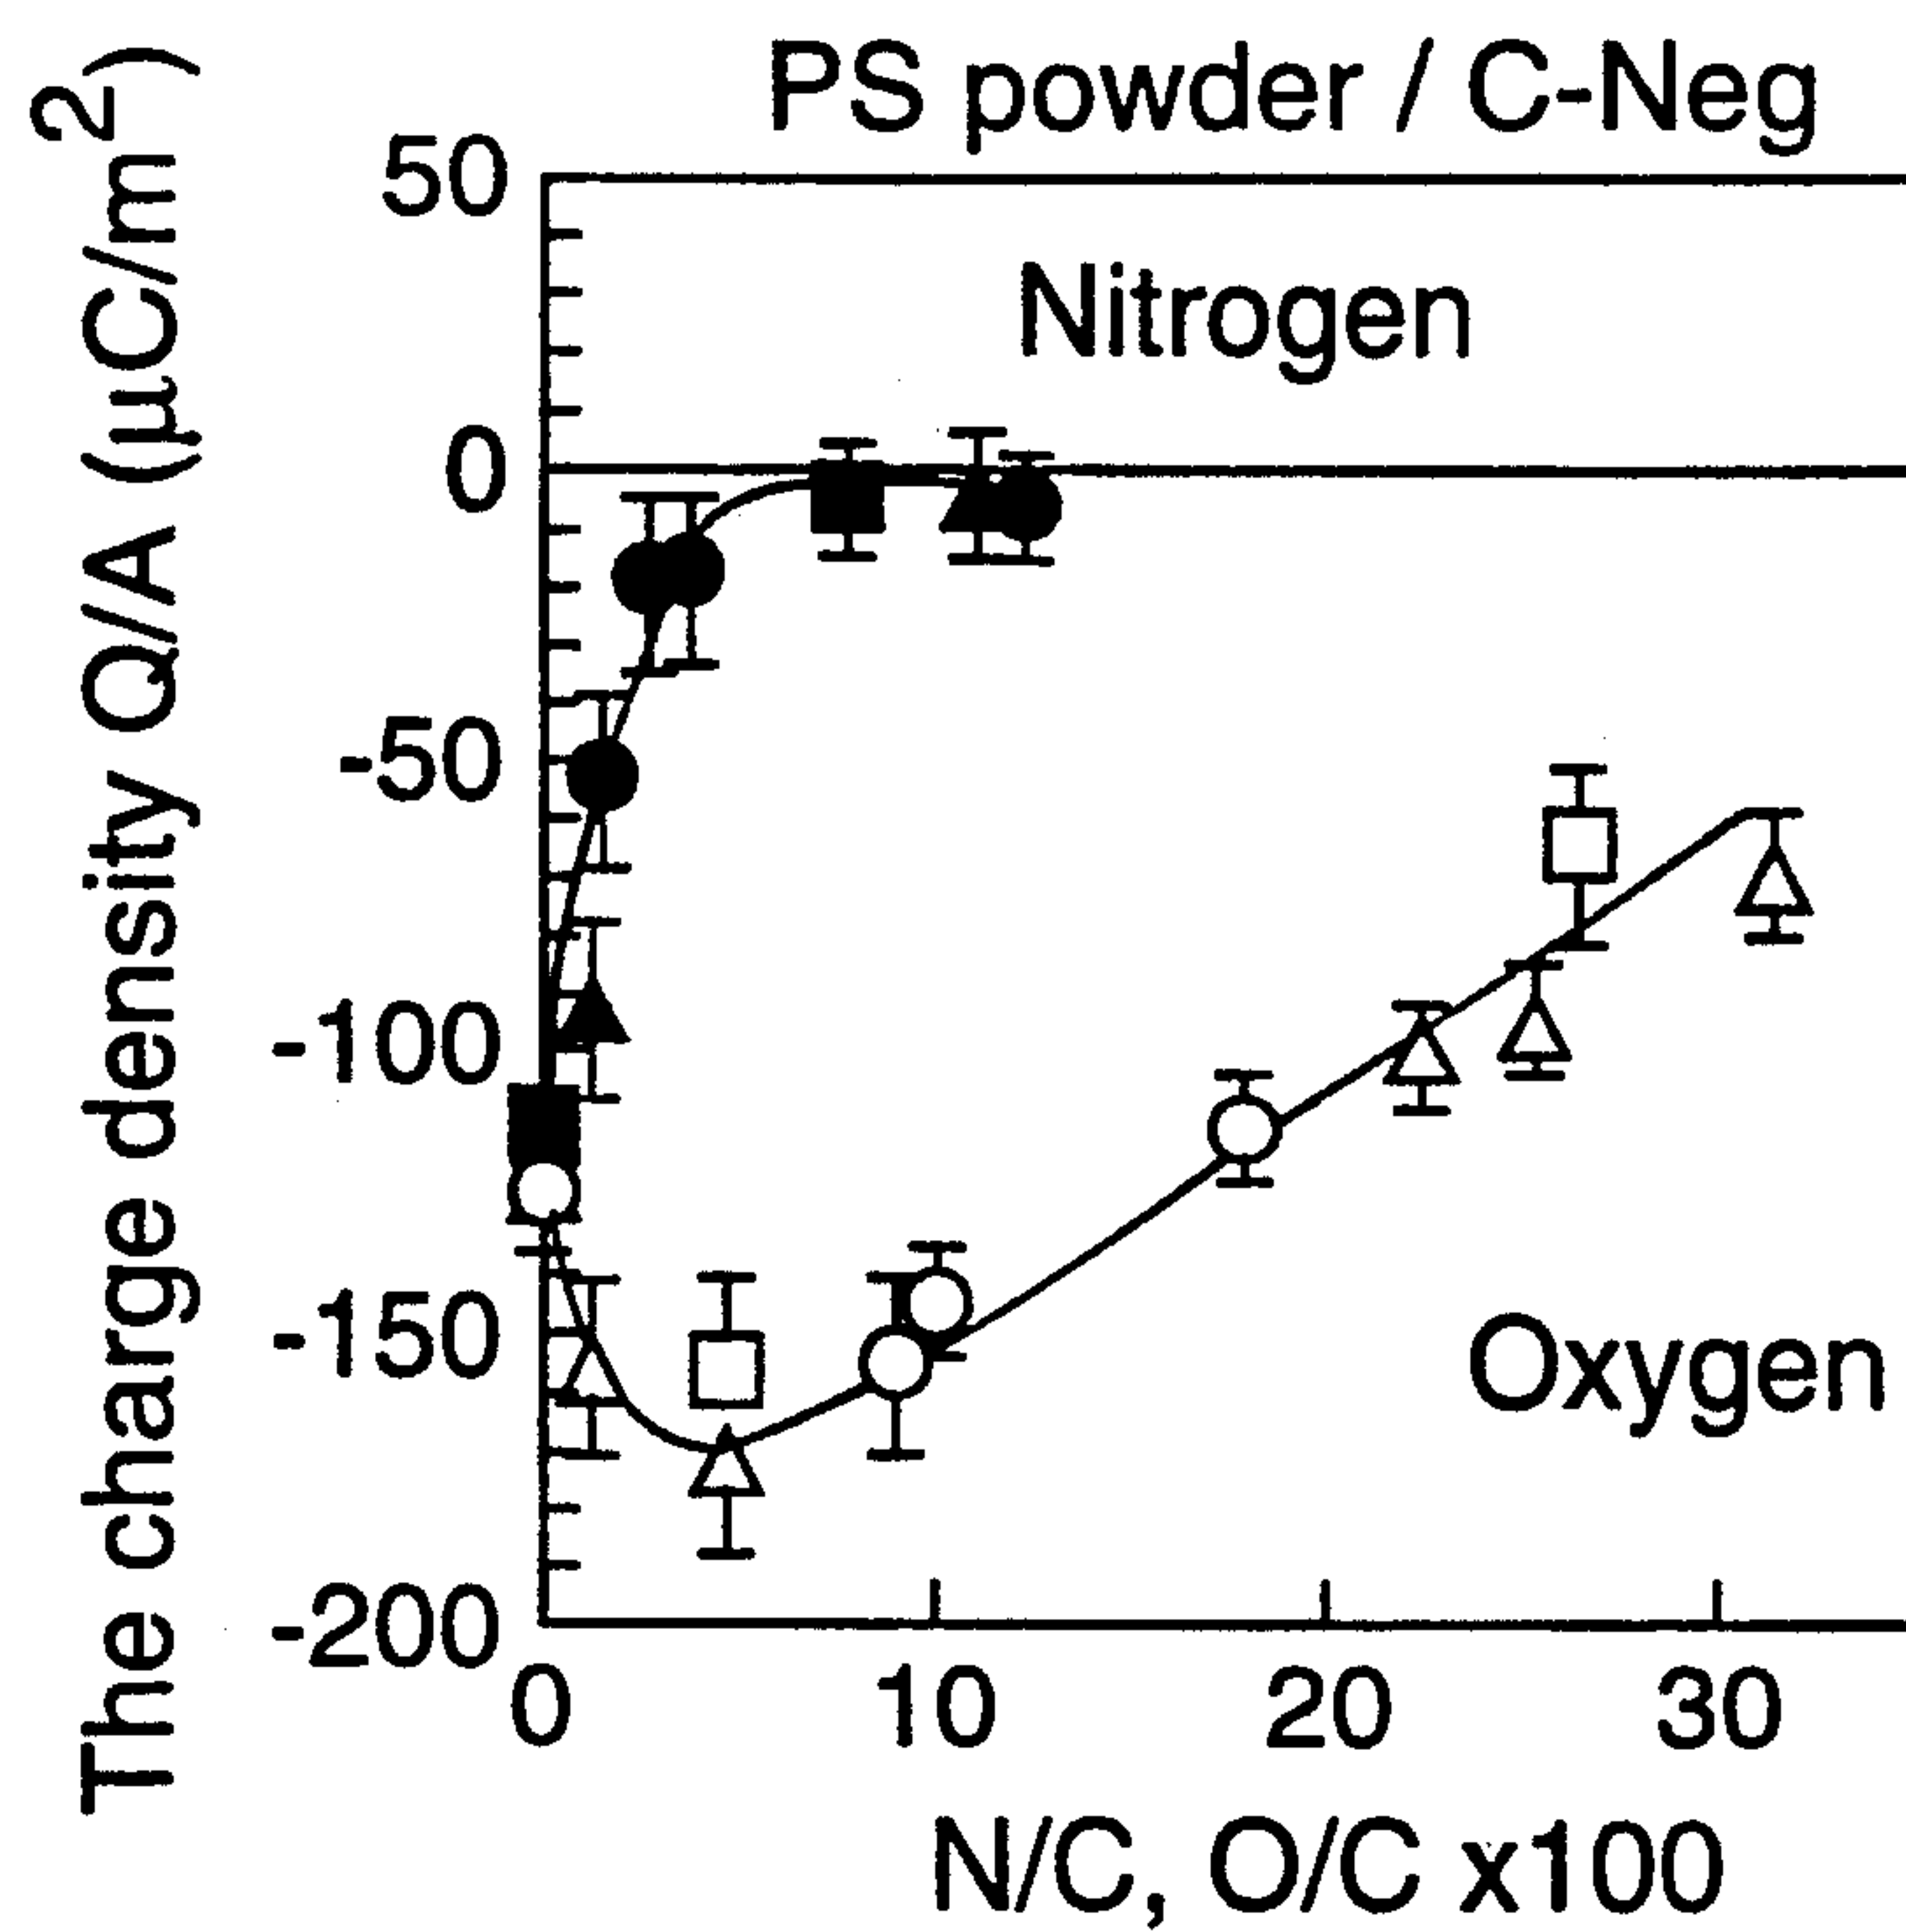 PS powder / C-Neg
The charge density Q/A (µC/m²)
50
0
-50
-100
-150
-200
Nitrogen
Oxygen
0 10 20 30
N/C, O/C x100